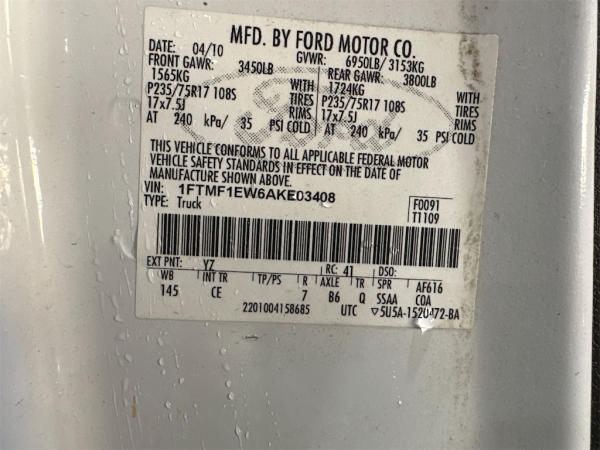 MFD. BY FORD MOTOR CO.
DATE: 04/10 GVWR: 6950LB/ 3153KG
FRONT GAWR: 3450LB REAR GAWR: 3800LB
1565KG WITH 1724KG WITH
P235/75R17 108S TIRES P235/75R17 108S TIRES
17x7.5J RIMS 17x7.5J RIMS
AT 240 kPa/ 35 PSI COLD AT 240 kPa/ 35 PSI COLD
Ford
THIS VEHICLE CONFORMS TO ALL APPLICABLE FEDERAL MOTOR
VEHICLE SAFETY STANDARDS IN EFFECT ON THE DATE OF
MANUFACTURE SHOWN ABOVE.
VIN: 1FTMF1EW6AKE03408 F0091
TYPE: Truck T1109
EXT PNT: YZ RC: 41 DSO:
WB INT TR TP/PS R AXLE TR SPR AF616
145 CE 7 B6 Q SSAA COA
2201004158685 UTC ▽5U5A-1520472-BA